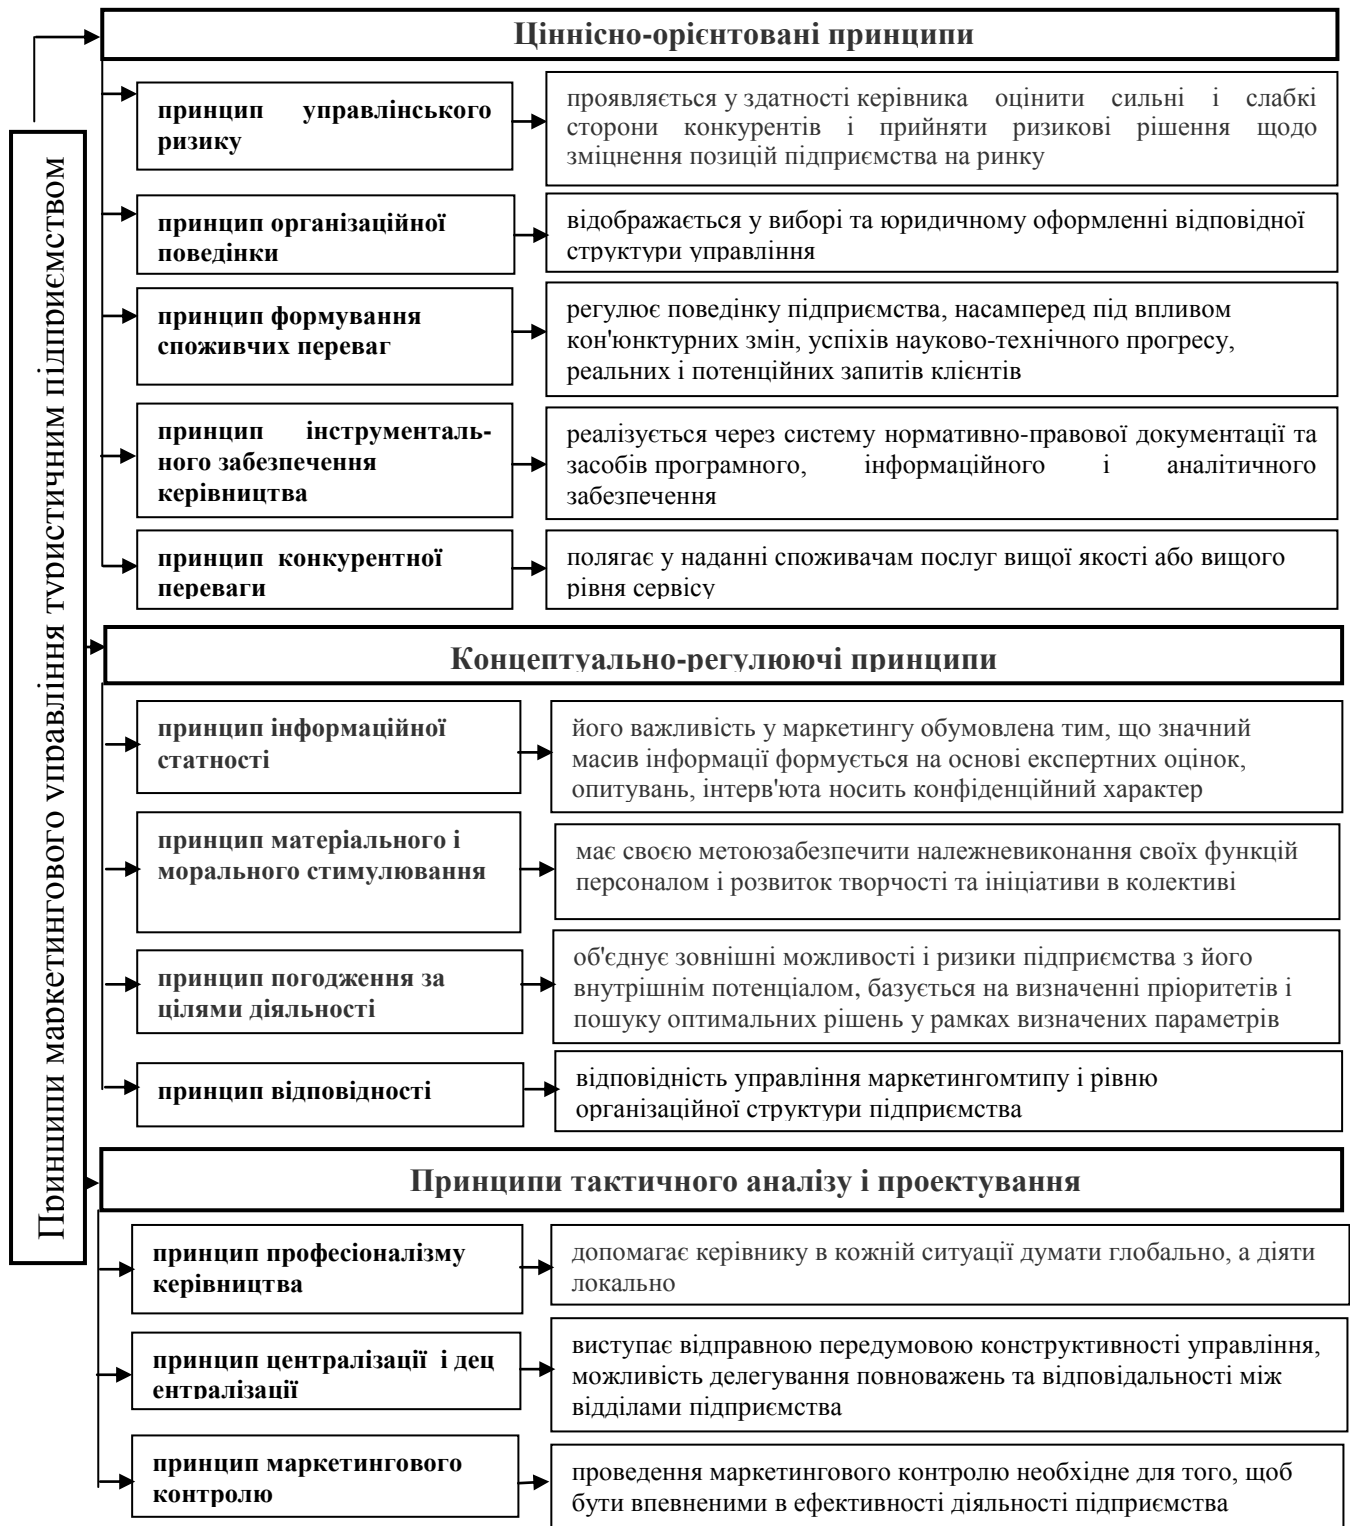 Ціннісно-орієнтовані принципи
принцип управлінського
ризику
проявляється у здатності керівника оцінити сильні і слабкі
сторони конкурентів і прийняти ризикові рішення щодо
зміцнення позицій підприємства на ринку
принцип організаційної
поведінки
відображається у виборі та юридичному оформленні відповідної
структури управління
принцип формування
споживчих переваг
регулює поведінку підприємства, насамперед під впливом
кон'юнктурних змін, успіхів науково-технічного прогресу,
реальних і потенційних запитів клієнтів
принцип інструменталь-
ного забезпечення
керівництва
реалізується через систему нормативно-правової документації та
засобів програмного, інформаційного і аналітичного
забезпечення
принцип конкурентної
переваги
полягає у наданні споживачам послуг вищої якості або вищого
рівня сервісу
Принципи маркетингового управління туристичним підприємством
Концептуально-регулюючі принципи
принцип інформаційної
статності
його важливість у маркетингу обумовлена тим, що значний
масив інформації формується на основі експертних оцінок,
опитувань, інтерв'юта носить конфіденційний характер
принцип матеріального і
морального стимулювання
має своєю метоюзабезпечити належневиконання своїх функцій
персоналом і розвиток творчості та ініціативи в колективі
принцип погодження за
цілями діяльності
об'єднує зовнішні можливості і ризики підприємства з його
внутрішнім потенціалом, базується на визначенні пріоритетів і
пошуку оптимальних рішень у рамках визначених параметрів
принцип відповідності
відповідність управління маркетингомтипу і рівню
організаційної структури підприємства
Принципи тактичного аналізу і проектування
принцип професіоналізму
керівництва
допомагає керівнику в кожній ситуації думати глобально, а діяти
локально
принцип централізації і дец
ентралізації
виступає відправною передумовою конструктивності управління,
можливість делегування повноважень та відповідальності між
відділами підприємства
принцип маркетингового
контролю
проведення маркетингового контролю необхідне для того, щоб
бути впевненими в ефективності діяльності підприємства